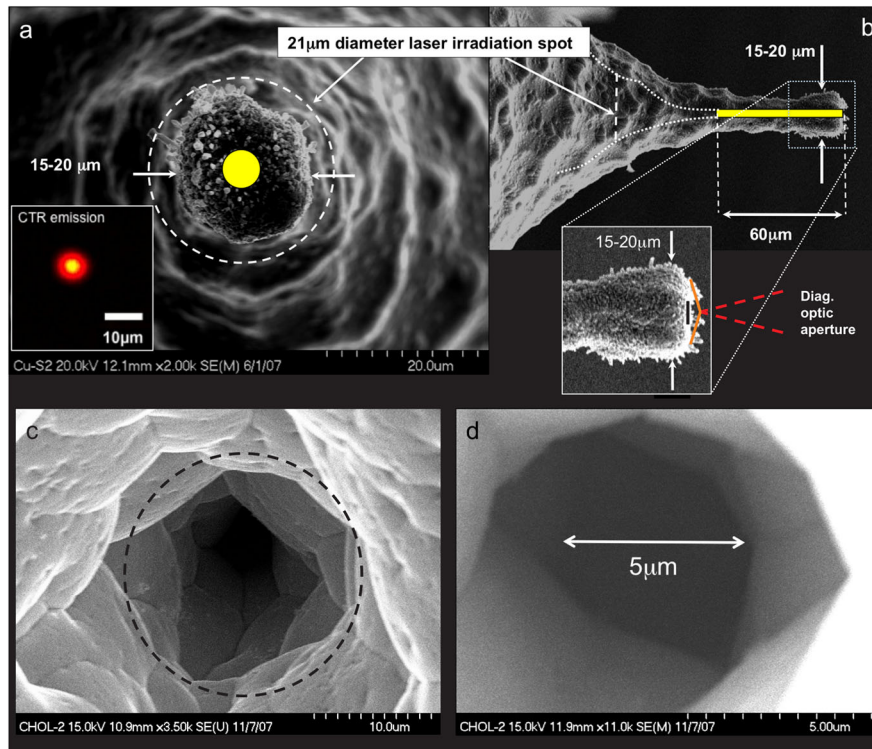 a
21μm diameter laser irradiation spot
b
15-20 μm
15-20 μm
CTR emission
10μm
60μm
15-20μm
Diag.
optic
aperture
Cu-S2 20.0kV 12.1mm x2.00k SE(M) 6/1/07
20.0um
c
d
5μm
CHOL-2 15.0kV 10.9mm x3.50k SE(U) 11/7/07
10.0um
CHOL-2 15.0kV 11.9mm x11.0k SE(M) 11/7/07
5.00um